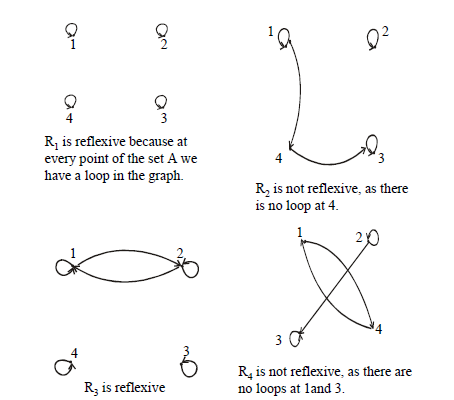 1 2
4 3
R1 is reflexive because at
every point of the set A we
have a loop in the graph.
1 2
4 3
R2 is not reflexive, as there
is no loop at 4.
1 2
4 3
R3 is reflexive
1 2
3 4
R4 is not reflexive, as there are
no loops at 1and 3.